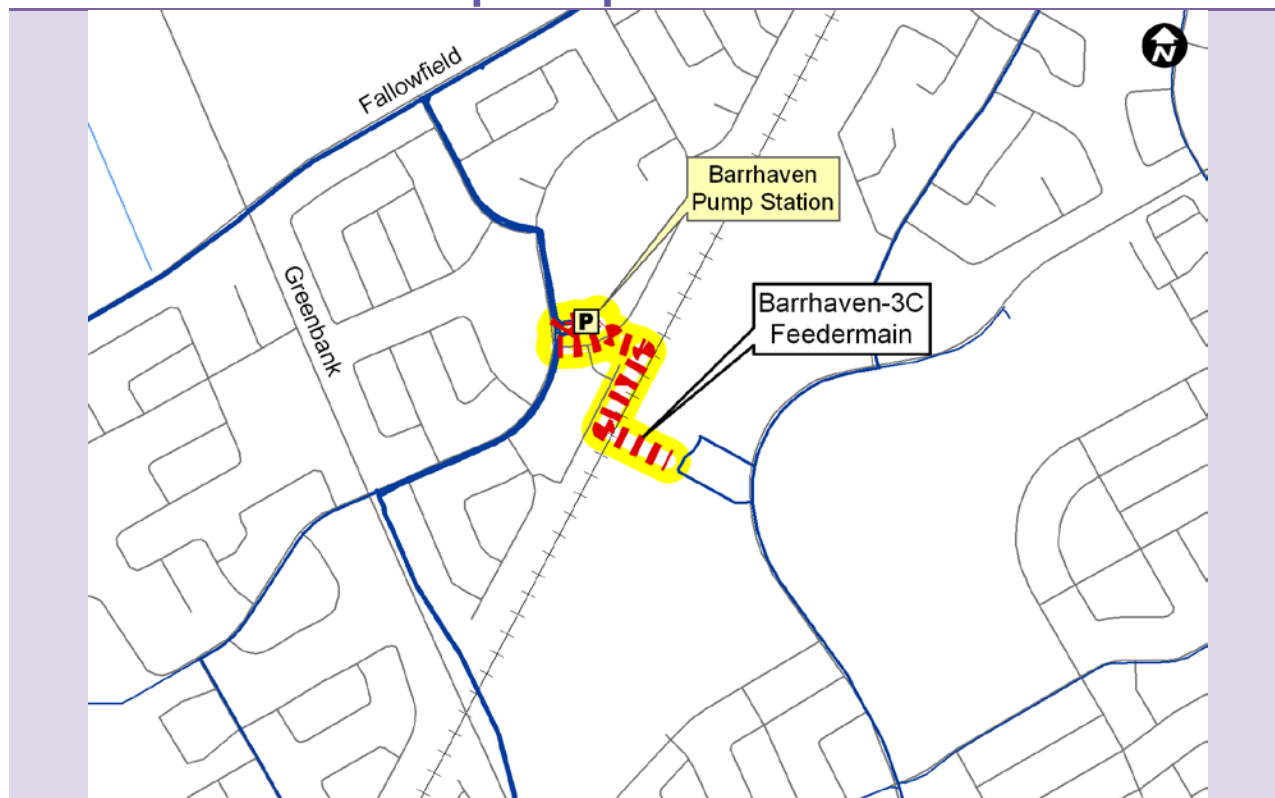 Fallowfield
N
Barrhaven
Pump Station
Greenbank
Barrhaven-3C
Feedermain
P